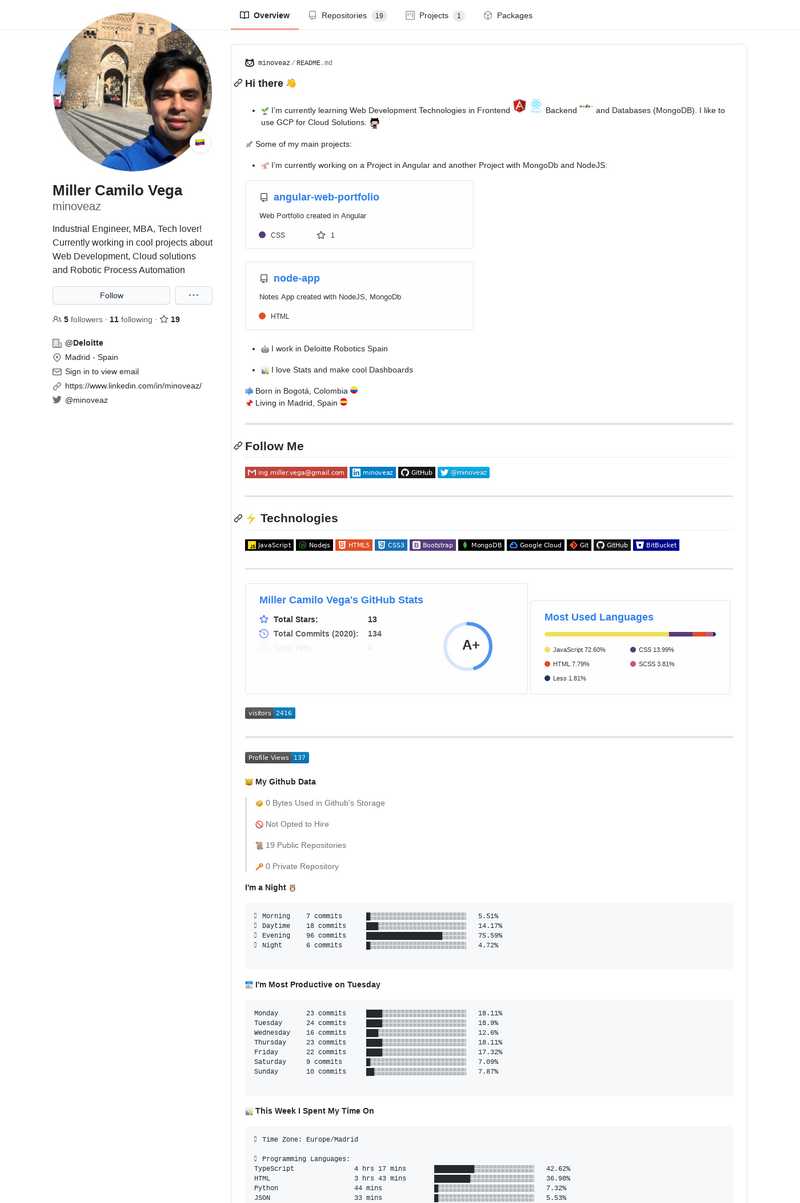 Overview
Repositories 19
Projects 1
Packages
Miller Camilo Vega
minoveaz
Industrial Engineer, MBA, Tech lover!
Currently working in cool projects about
Web Development, Cloud solutions
and Robotic Process Automation
Follow
5 followers · 11 following · 19
@Deloitte
Madrid - Spain
Sign in to view email
https://www.linkedin.com/in/minoveaz/
@minoveaz
minoveaz/README.md
Hi there 👋
🌱 I'm currently learning Web Development Technologies in Frontend Backend and Databases (MongoDB). I like to
use GCP for Cloud Solutions.
Some of my main projects:
I'm currently working on a Project in Angular and another Project with MongoDb and NodeJS:
angular-web-portfolio
Web Portfolio created in Angular
CSS 1
node-app
Notes App created with NodeJS, MongoDb
HTML
🤖 I work in Deloitte Robotics Spain
📊 I love Stats and make cool Dashboards
Born in Bogotá, Colombia 🇨🇴
📌 Living in Madrid, Spain 🇪🇸
Follow Me
ing.miller.vega@gmail.com minoveaz GitHub @minoveaz
⚡ Technologies
JavaScript Nodejs HTML5 CSS3 Bootstrap MongoDB Google Cloud Git GitHub BitBucket
Miller Camilo Vega's GitHub Stats
Total Stars: 13
Total Commits (2020): 134
A+
Most Used Languages
JavaScript 72.60% CSS 13.99%
HTML 7.79% SCSS 3.81%
Less 1.81%
visitors 2416
Profile Views 137
🐱 My Github Data
0 Bytes Used in Github's Storage
🚫 Not Opted to Hire
📜 19 Public Repositories
🔑 0 Private Repository
I'm a Night 🦉
Morning 7 commits 5.51%
Daytime 18 commits 14.17%
Evening 96 commits 75.59%
Night 6 commits 4.72%
📅 I'm Most Productive on Tuesday
Monday 23 commits 18.11%
Tuesday 24 commits 18.9%
Wednesday 16 commits 12.6%
Thursday 23 commits 18.11%
Friday 22 commits 17.32%
Saturday 9 commits 7.09%
Sunday 10 commits 7.87%
📊 This Week I Spent My Time On
Time Zone: Europe/Madrid
Programming Languages:
TypeScript 4 hrs 17 mins 42.62%
HTML 3 hrs 43 mins 36.98%
Python 44 mins 7.32%
JSON 33 mins 5.53%